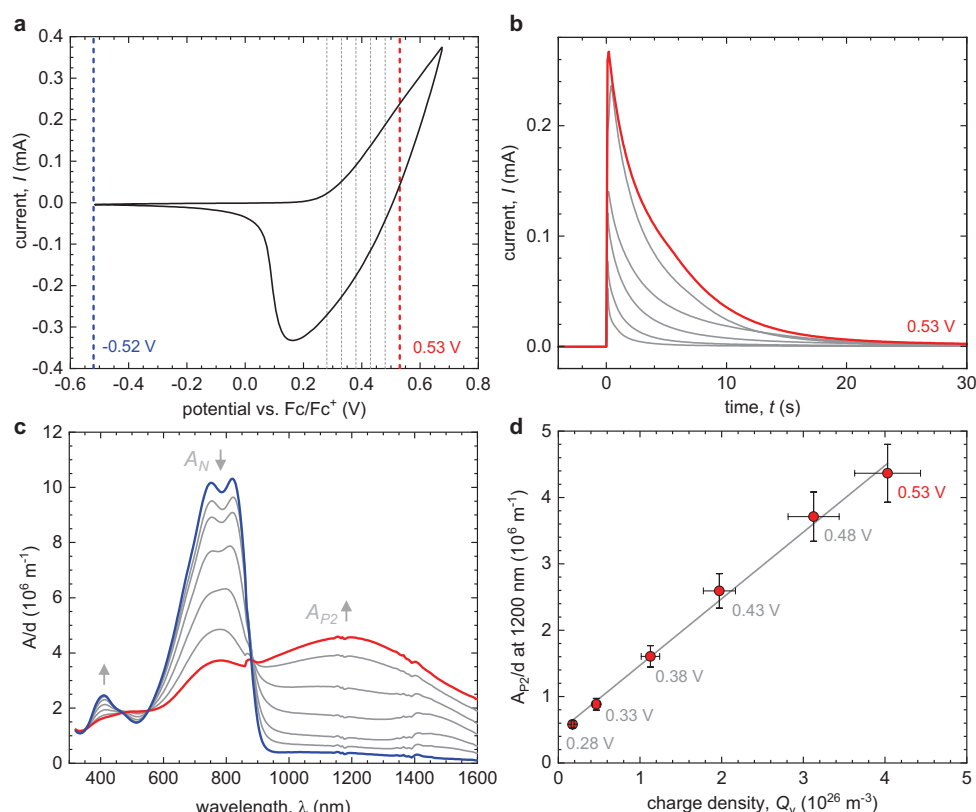 a
0.4
0.3
0.2
0.1
0.0
-0.1
-0.2
-0.3
-0.4
current, I (mA)
-0.52 V
0.53 V
-0.6 -0.4 -0.2 0.0 0.2 0.4 0.6 0.8
potential vs. Fc/Fc⁺ (V)
b
0.2
0.1
0.0
current, I (mA)
0.53 V
0 10 20 30
time, t (s)
c
12
10
8
6
4
2
0
A/d (10⁶ m⁻¹)
A_N
A_P2
400 600 800 1000 1200 1400 1600
wavelength, λ (nm)
d
5
4
3
2
1
0
A_P2/d at 1200 nm (10⁶ m⁻¹)
0.53 V
0.48 V
0.43 V
0.38 V
0.33 V
0.28 V
0 1 2 3 4 5
charge density, Q_v (10²⁶ m⁻³)